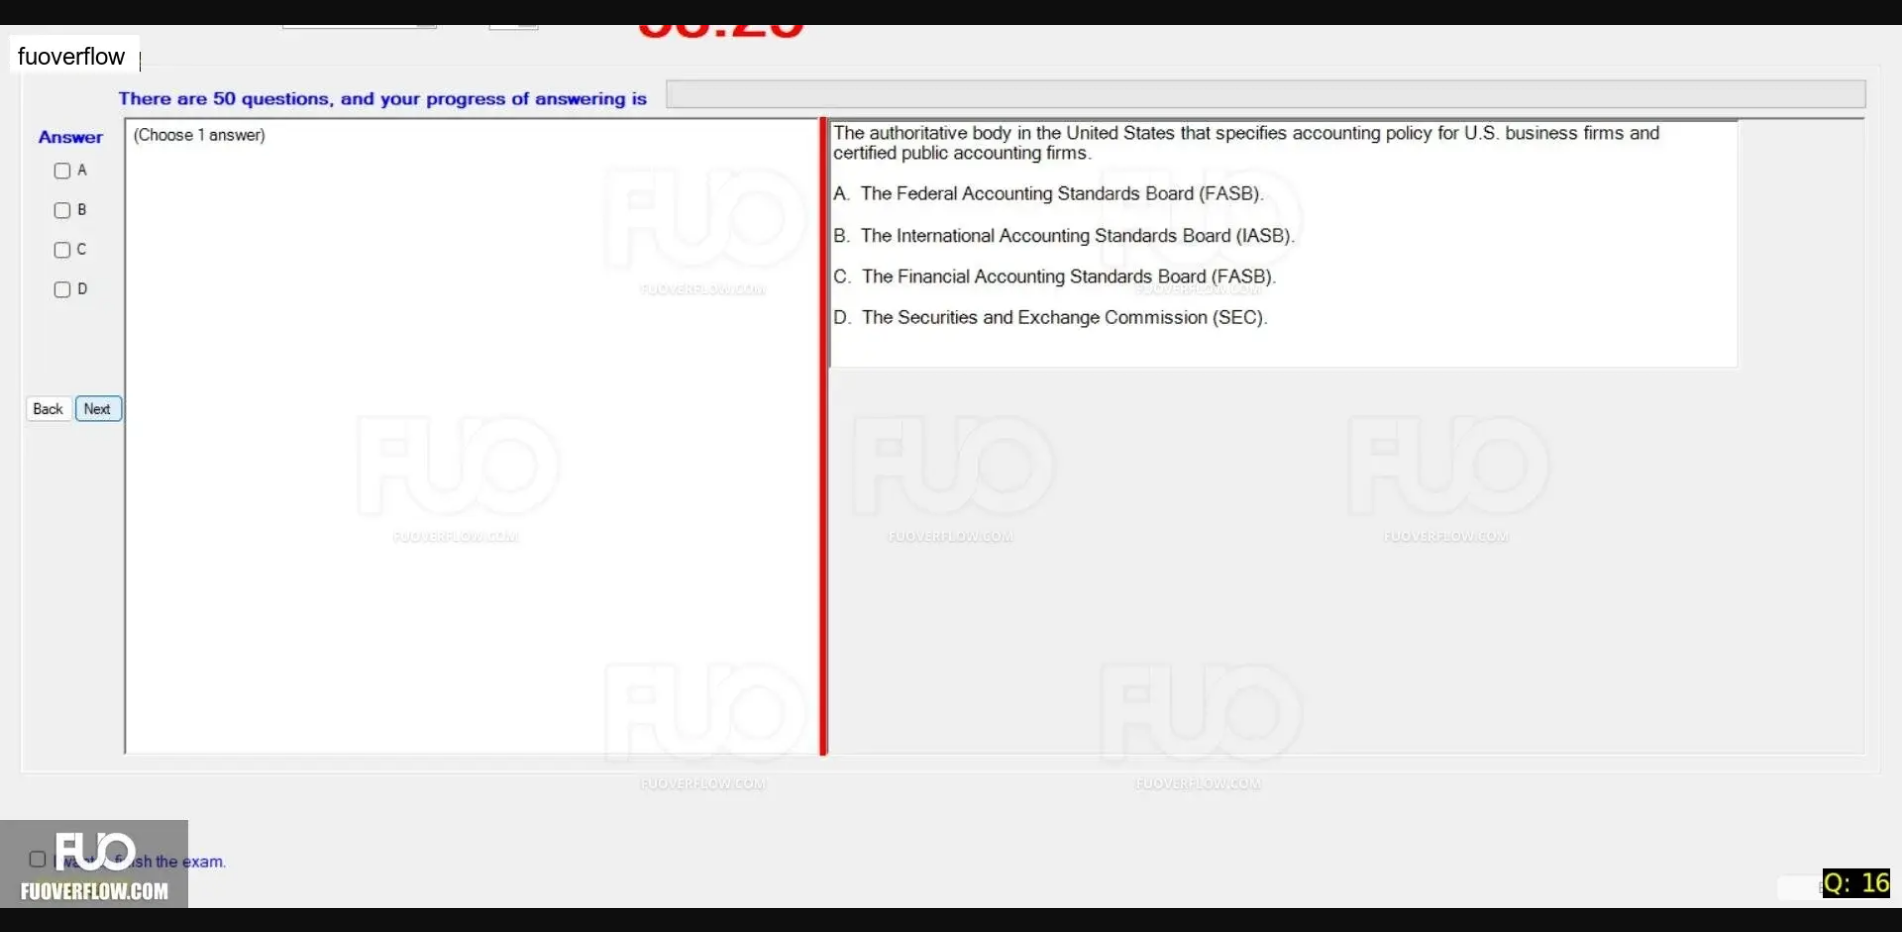 fuoverflow
There are 50 questions, and your progress of answering is
Answer
(Choose 1 answer)
A
B
C
D
Back
Next
The authoritative body in the United States that specifies accounting policy for U.S. business firms and
certified public accounting firms.
A. The Federal Accounting Standards Board (FASB).
B. The International Accounting Standards Board (IASB).
C. The Financial Accounting Standards Board (FASB).
D. The Securities and Exchange Commission (SEC).
FUO
FUOVERFLOW.COM
FUO
FUOVERFLOW.COM
FUO
FUOVERFLOW.COM
FUO
FUOVERFLOW.COM
FUO
FUOVERFLOW.COM
FUO
FUOVERFLOW.COM
FUO
FUOVERFLOW.COM
the exam.
FUO
FUOVERFLOW.COM
Q: 16